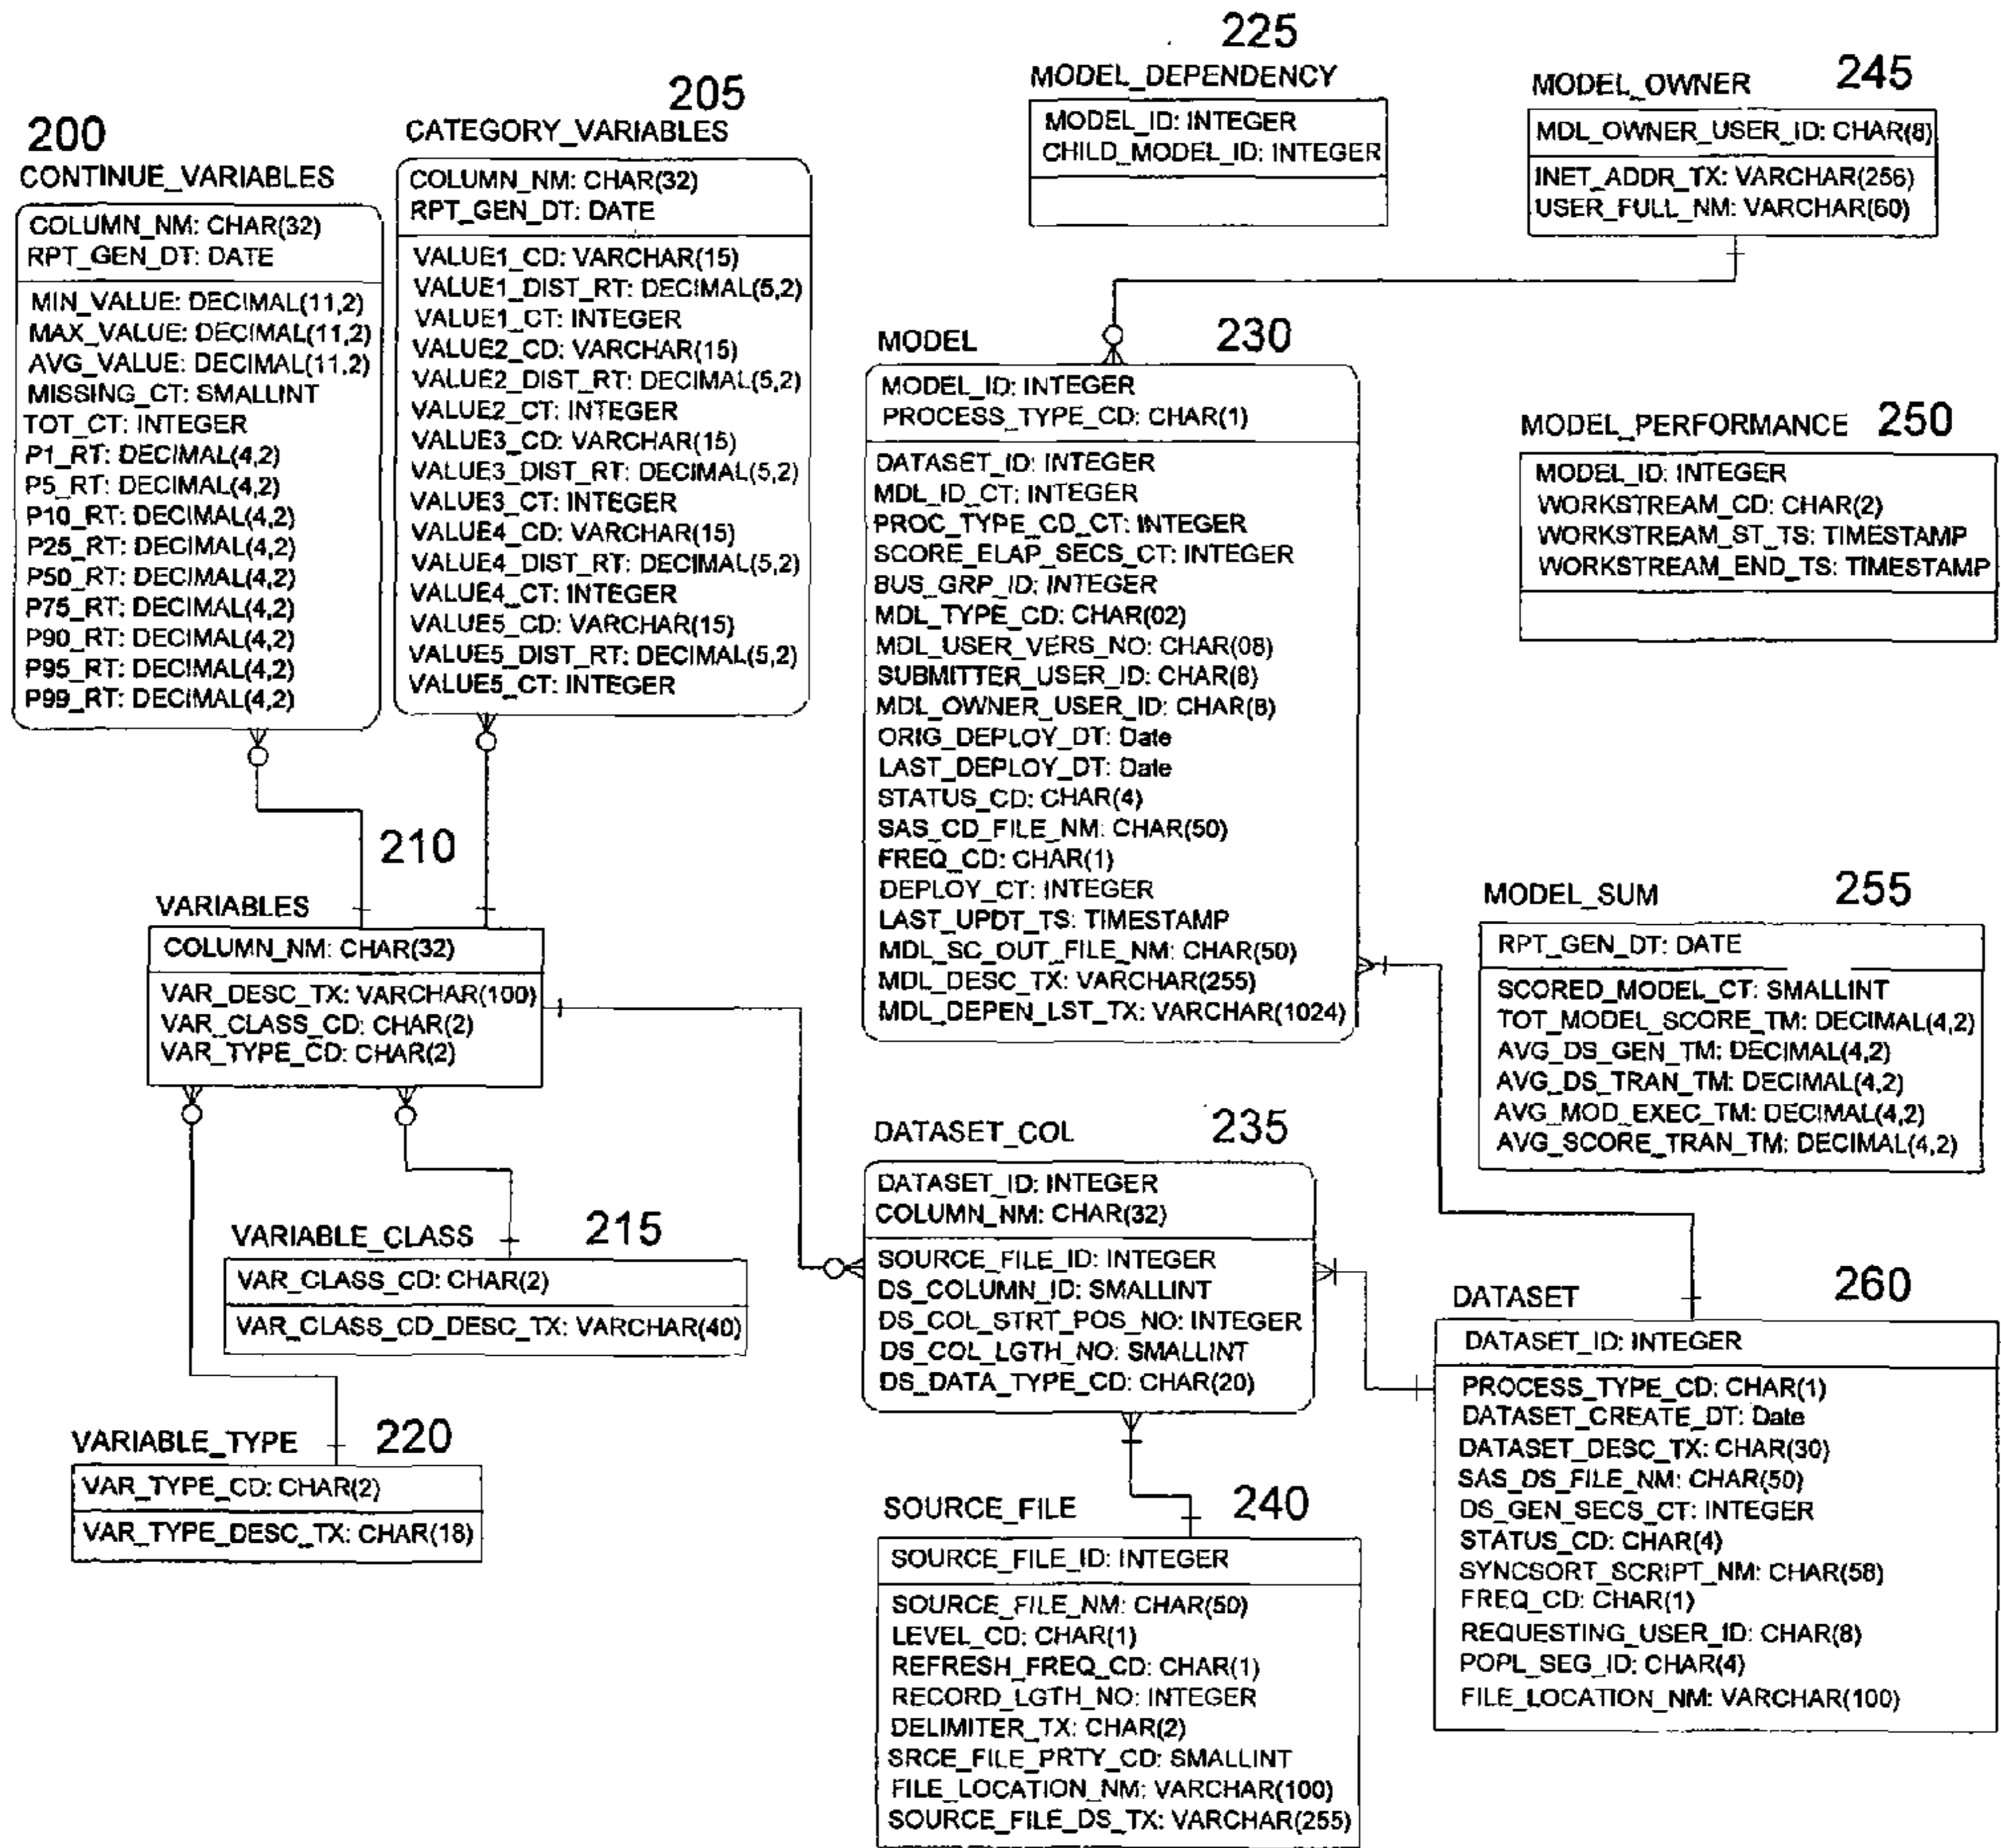 200
CONTINUE_VARIABLES
COLUMN_NM: CHAR(32)
RPT_GEN_DT: DATE
MIN_VALUE: DECIMAL(11,2)
MAX_VALUE: DECIMAL(11,2)
AVG_VALUE: DECIMAL(11,2)
MISSING_CT: SMALLINT
TOT_CT: INTEGER
P1_RT: DECIMAL(4,2)
P5_RT: DECIMAL(4,2)
P10_RT: DECIMAL(4,2)
P25_RT: DECIMAL(4,2)
P50_RT: DECIMAL(4,2)
P75_RT: DECIMAL(4,2)
P90_RT: DECIMAL(4,2)
P95_RT: DECIMAL(4,2)
P99_RT: DECIMAL(4,2)
205
CATEGORY_VARIABLES
COLUMN_NM: CHAR(32)
RPT_GEN_DT: DATE
VALUE1_CD: VARCHAR(15)
VALUE1_DIST_RT: DECIMAL(5,2)
VALUE1_CT: INTEGER
VALUE2_CD: VARCHAR(15)
VALUE2_DIST_RT: DECIMAL(5,2)
VALUE2_CT: INTEGER
VALUE3_CD: VARCHAR(15)
VALUE3_DIST_RT: DECIMAL(5,2)
VALUE3_CT: INTEGER
VALUE4_CD: VARCHAR(15)
VALUE4_DIST_RT: DECIMAL(5,2)
VALUE4_CT: INTEGER
VALUE5_CD: VARCHAR(15)
VALUE5_DIST_RT: DECIMAL(5,2)
VALUE5_CT: INTEGER
210
VARIABLES
COLUMN_NM: CHAR(32)
VAR_DESC_TX: VARCHAR(100)
VAR_CLASS_CD: CHAR(2)
VAR_TYPE_CD: CHAR(2)
VARIABLE_CLASS 215
VAR_CLASS_CD: CHAR(2)
VAR_CLASS_CD_DESC_TX: VARCHAR(40)
VARIABLE_TYPE 220
VAR_TYPE_CD: CHAR(2)
VAR_TYPE_DESC_TX: CHAR(18)
225
MODEL_DEPENDENCY
MODEL_ID: INTEGER
CHILD_MODEL_ID: INTEGER
MODEL 230
MODEL_ID: INTEGER
PROCESS_TYPE_CD: CHAR(1)
DATASET_ID: INTEGER
MDL_ID_CT: INTEGER
PROC_TYPE_CD_CT: INTEGER
SCORE_ELAP_SECS_CT: INTEGER
BUS_GRP_ID: INTEGER
MDL_TYPE_CD: CHAR(02)
MDL_USER_VERS_NO: CHAR(08)
SUBMITTER_USER_ID: CHAR(8)
MDL_OWNER_USER_ID: CHAR(8)
ORIG_DEPLOY_DT: Date
LAST_DEPLOY_DT: Date
STATUS_CD: CHAR(4)
SAS_CD_FILE_NM: CHAR(50)
FREQ_CD: CHAR(1)
DEPLOY_CT: INTEGER
LAST_UPDT_TS: TIMESTAMP
MDL_SC_OUT_FILE_NM: CHAR(50)
MDL_DESC_TX: VARCHAR(255)
MDL_DEPEN_LST_TX: VARCHAR(1024)
DATASET_COL 235
DATASET_ID: INTEGER
COLUMN_NM: CHAR(32)
SOURCE_FILE_ID: INTEGER
DS_COLUMN_ID: SMALLINT
DS_COL_STRT_POS_NO: INTEGER
DS_COL_LGTH_NO: SMALLINT
DS_DATA_TYPE_CD: CHAR(20)
SOURCE_FILE 240
SOURCE_FILE_ID: INTEGER
SOURCE_FILE_NM: CHAR(50)
LEVEL_CD: CHAR(1)
REFRESH_FREQ_CD: CHAR(1)
RECORD_LGTH_NO: INTEGER
DELIMITER_TX: CHAR(2)
SRCE_FILE_PRTY_CD: SMALLINT
FILE_LOCATION_NM: VARCHAR(100)
SOURCE_FILE_DS_TX: VARCHAR(255)
MODEL_OWNER 245
MDL_OWNER_USER_ID: CHAR(8)
INET_ADDR_TX: VARCHAR(256)
USER_FULL_NM: VARCHAR(60)
MODEL_PERFORMANCE 250
MODEL_ID: INTEGER
WORKSTREAM_CD: CHAR(2)
WORKSTREAM_ST_TS: TIMESTAMP
WORKSTREAM_END_TS: TIMESTAMP
MODEL_SUM 255
RPT_GEN_DT: DATE
SCORED_MODEL_CT: SMALLINT
TOT_MODEL_SCORE_TM: DECIMAL(4,2)
AVG_DS_GEN_TM: DECIMAL(4,2)
AVG_DS_TRAN_TM: DECIMAL(4,2)
AVG_MOD_EXEC_TM: DECIMAL(4,2)
AVG_SCORE_TRAN_TM: DECIMAL(4,2)
DATASET 260
DATASET_ID: INTEGER
PROCESS_TYPE_CD: CHAR(1)
DATASET_CREATE_DT: Date
DATASET_DESC_TX: CHAR(30)
SAS_DS_FILE_NM: CHAR(50)
DS_GEN_SECS_CT: INTEGER
STATUS_CD: CHAR(4)
SYNCSORT_SCRIPT_NM: CHAR(58)
FREQ_CD: CHAR(1)
REQUESTING_USER_ID: CHAR(8)
POPL_SEG_ID: CHAR(4)
FILE_LOCATION_NM: VARCHAR(100)